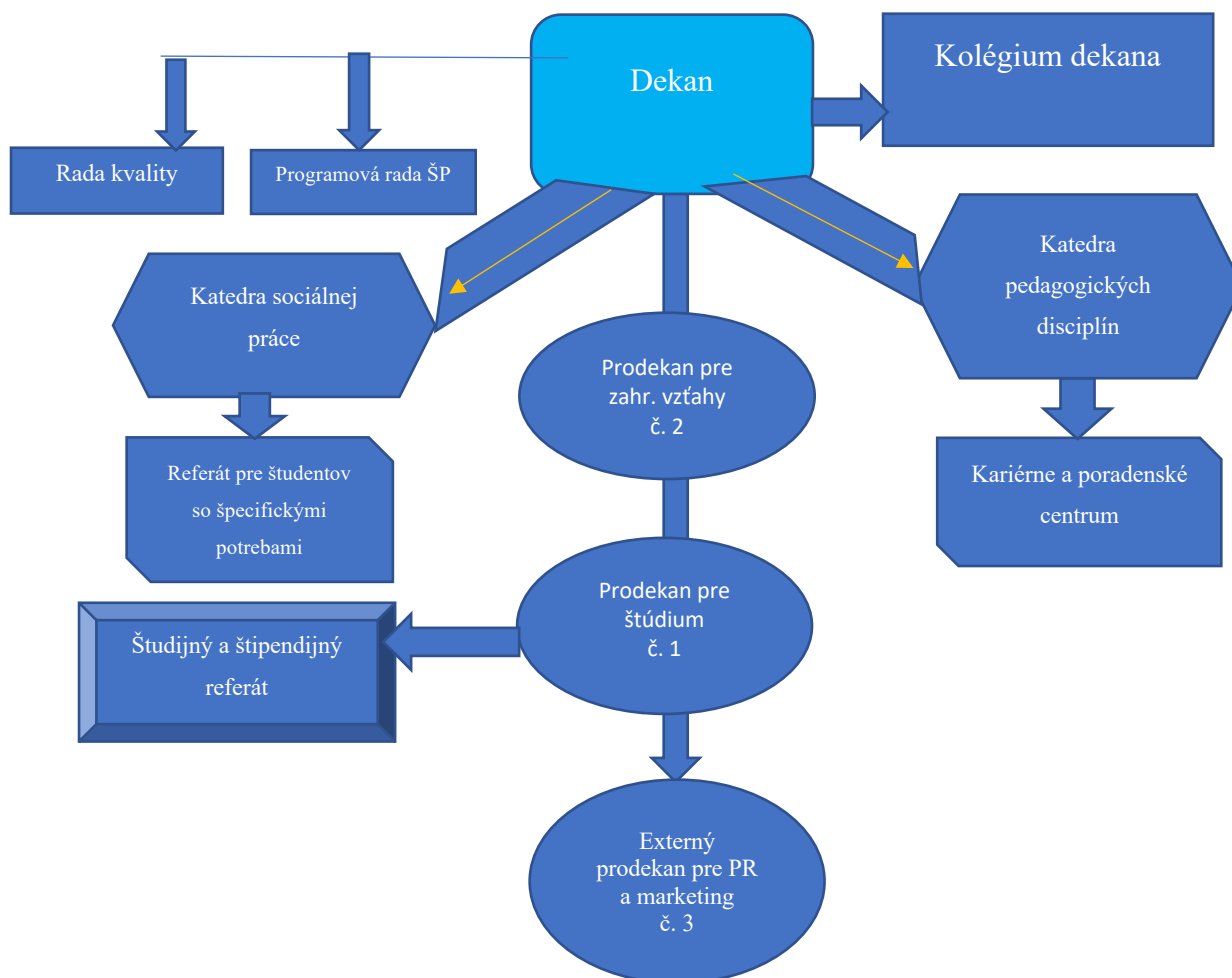 Dekan
Kolégium dekana
Rada kvality
Programová rada ŠP
Katedra sociálnej
práce
Katedra
pedagogických
disciplín
Prodekan pre
zahr. vzťahy
č. 2
Referát pre študentov
so špecifickými
potrebami
Kariérne a poradenské
centrum
Prodekan pre
štúdium
č. 1
Študijný a štipendijný
referát
Externý
prodekan pre PR
a marketing
č. 3